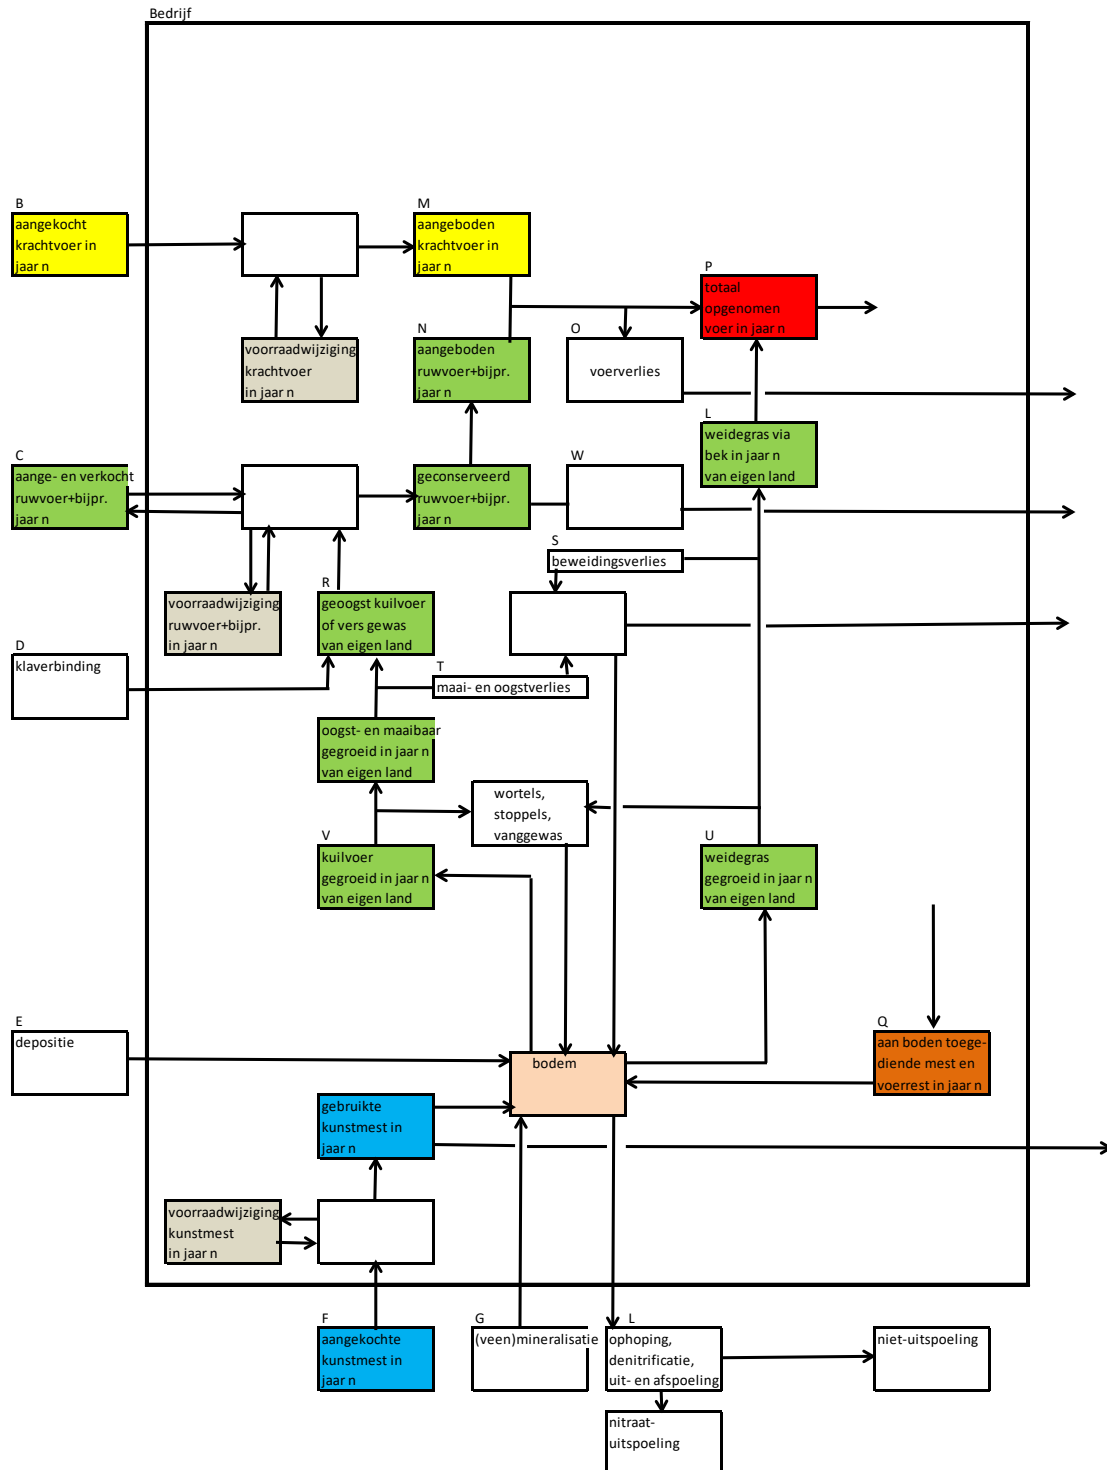 Bedrijf
B
aangekocht
krachtvoer in
jaar n
M
aangeboden
krachtvoer in
jaar n
P
totaal
opgenomen
voer in jaar n
voorraadwijziging
krachtvoer
in jaar n
N
aangeboden
ruwvoer+bijpr.
jaar n
O
voerverlies
L
weidegras via
bek in jaar n
van eigen land
C
aange- en verkocht
ruwvoer+bijpr.
jaar n
geconserveerd
ruwvoer+bijpr.
jaar n
W
S
beweidingsverlies
voorraadwijziging
ruwvoer+bijpr.
in jaar n
R
geoogst kuilvoer
of vers gewas
van eigen land
D
klaverbinding
T
maai- en oogstverlies
oogst- en maaibaar
gegroeid in jaar n
van eigen land
wortels,
stoppels,
vanggewas
V
kuilvoer
gegroeid in jaar n
van eigen land
U
weidegras
gegroeid in jaar n
van eigen land
E
depositie
bodem
Q
aan boden toege-
diende mest en
voerrest in jaar n
gebruikte
kunstmest in
jaar n
voorraadwijziging
kunstmest
in jaar n
F
aangekochte
kunstmest in
jaar n
G
(veen)mineralisatie
L
ophoping,
denitrificatie,
uit- en afspoeling
niet-uitspoeling
nitraat-
uitspoeling